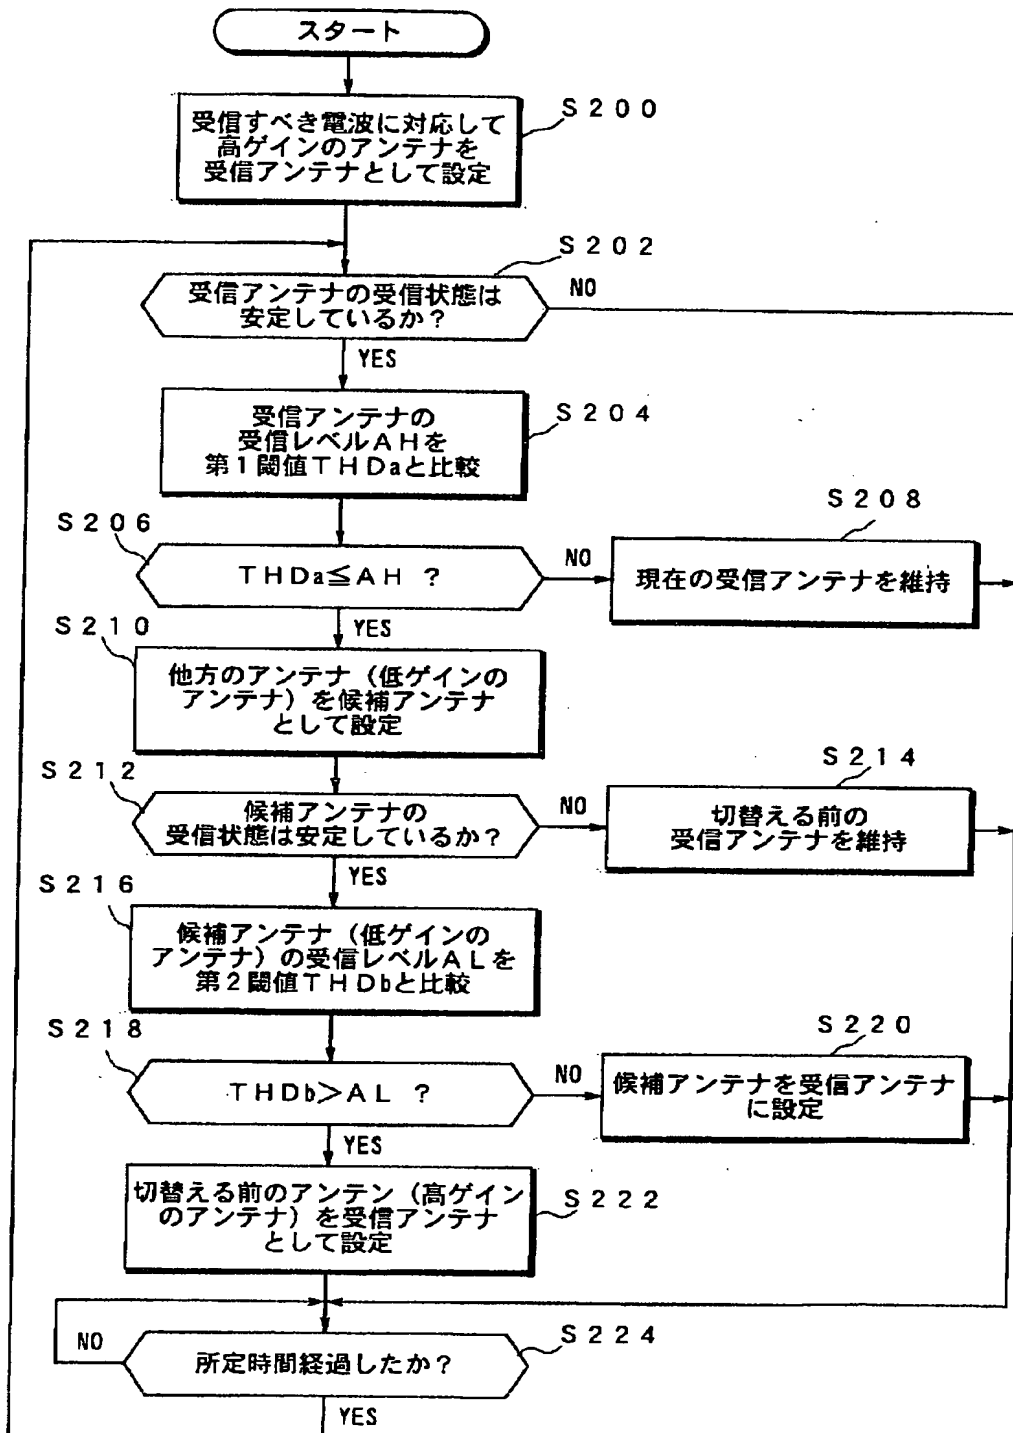 スタート
S200
受信すべき電波に対応して
高ゲインのアンテナを
受信アンテナとして設定
S202
受信アンテナの受信状態は
安定しているか？
NO
YES
S204
受信アンテナの
受信レベルAHを
第1閾値THDaと比較
S206
THDa≦AH ？
NO
S208
現在の受信アンテナを維持
YES
S210
他方のアンテナ（低ゲインの
アンテナ）を候補アンテナ
として設定
S212
候補アンテナの
受信状態は安定しているか？
NO
S214
切替える前の
受信アンテナを維持
YES
S216
候補アンテナ（低ゲインの
アンテナ）の受信レベルALを
第2閾値THDbと比較
S218
THDb＞AL ？
NO
S220
候補アンテナを受信アンテナ
に設定
YES
S222
切替える前のアンテン（高ゲイン
のアンテナ）を受信アンテナ
として設定
S224
所定時間経過したか？
NO
YES